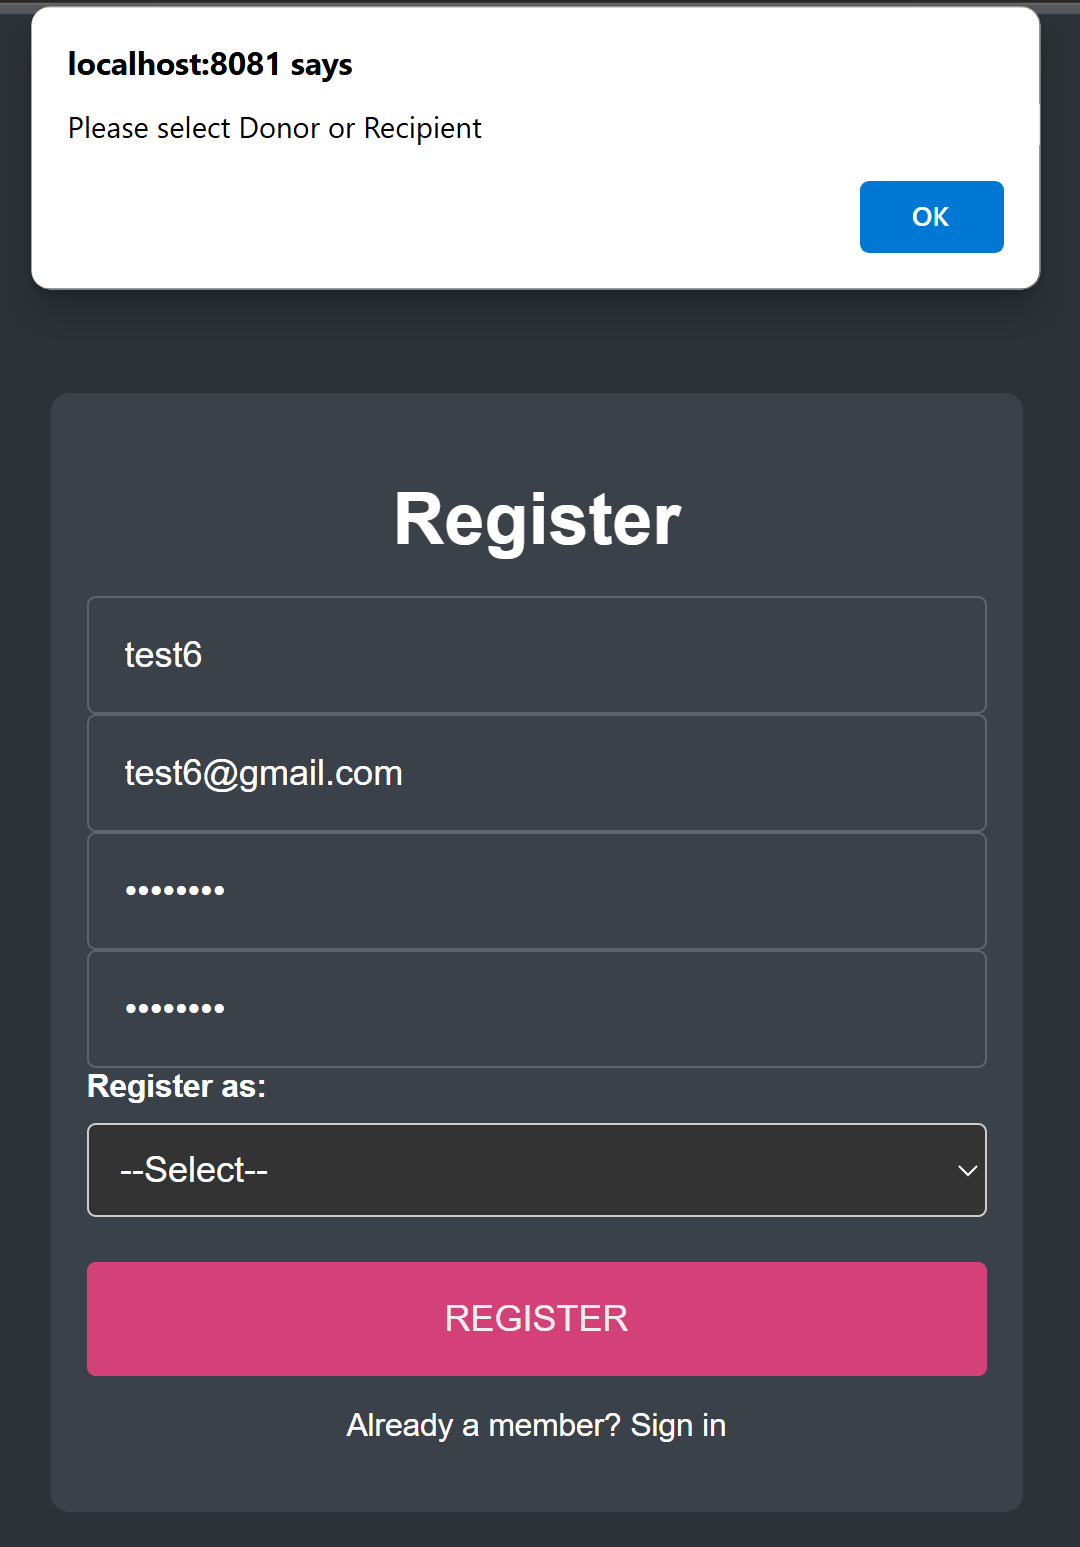 localhost:8081 says
Please select Donor or Recipient
OK
Register
test6
test6@gmail.com
••••••••
••••••••
Register as:
--Select--
REGISTER
Already a member? Sign in